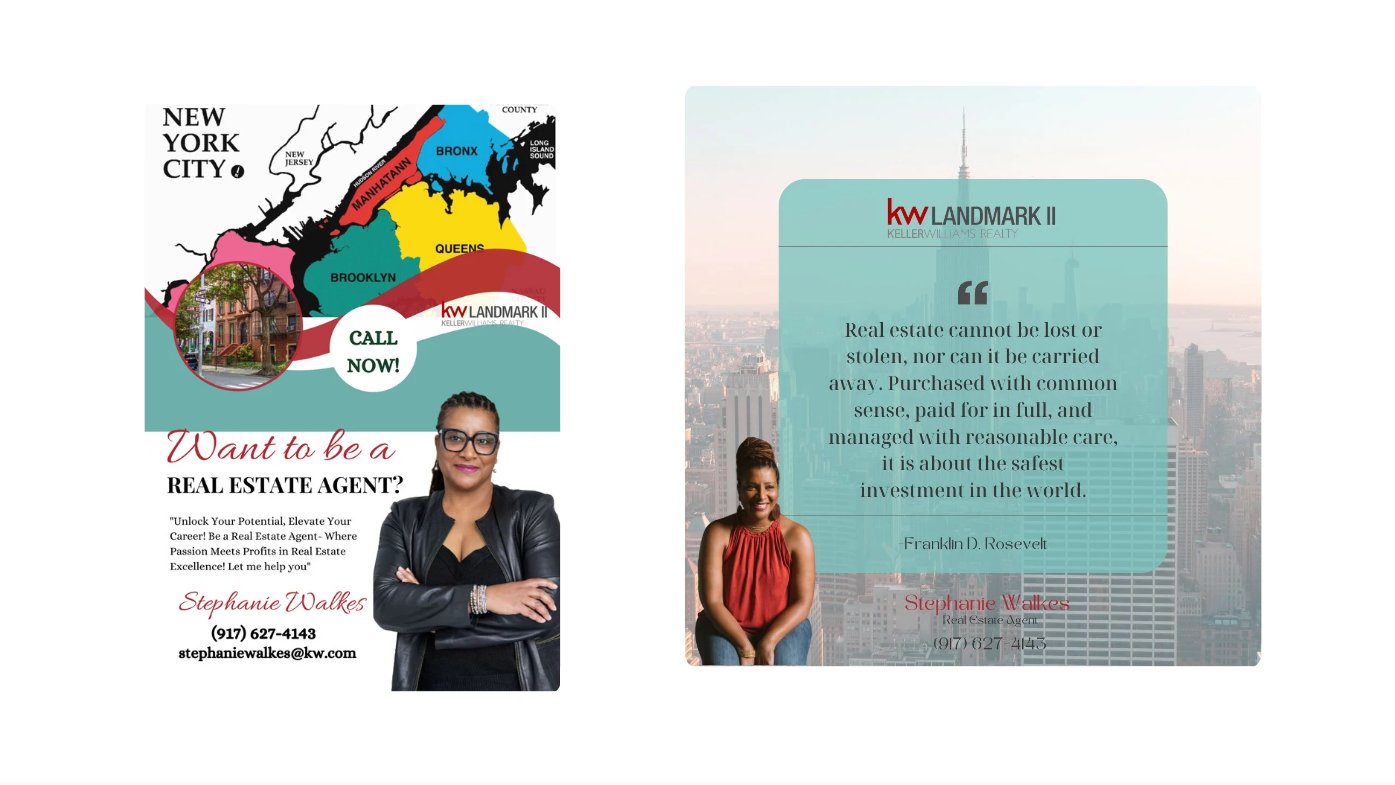 NEW
YORK
CITY
COUNTY
NEW
JERSEY
HUDSON RIVER
MANHATANN
BRONX
LONG
ISLAND
SOUND
QUEENS
BROOKLYN
kw LANDMARK II
KELLERWILLIAMS REALTY
CALL
NOW!
Want to be a
REAL ESTATE AGENT?
"Unlock Your Potential, Elevate Your
Career! Be a Real Estate Agent- Where
Passion Meets Profits in Real Estate
Excellence! Let me help you"
Stephanie Walkes
(917) 627-4143
stephaniewalkes@kw.com
kw LANDMARK II
KELLERWILLIAMS REALTY
“
Real estate cannot be lost or
stolen, nor can it be carried
away. Purchased with common
sense, paid for in full, and
managed with reasonable care,
it is about the safest
investment in the world.
-Franklin D. Rosevelt
Stephanie Walkes
Real Estate Agent
(917) 627-4143